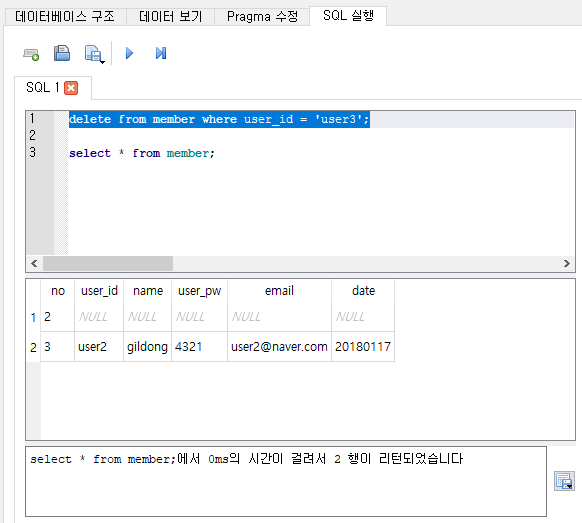 데이터베이스 구조 데이터 보기 Pragma 수정 SQL 실행
SQL 1
1 delete from member where user_id = 'user3';
2
3 select * from member;
no user_id name user_pw email date
1 2 NULL NULL NULL NULL NULL
2 3 user2 gildong 4321 user2@naver.com 20180117
select * from member;에서 0ms의 시간이 걸려서 2 행이 리턴되었습니다